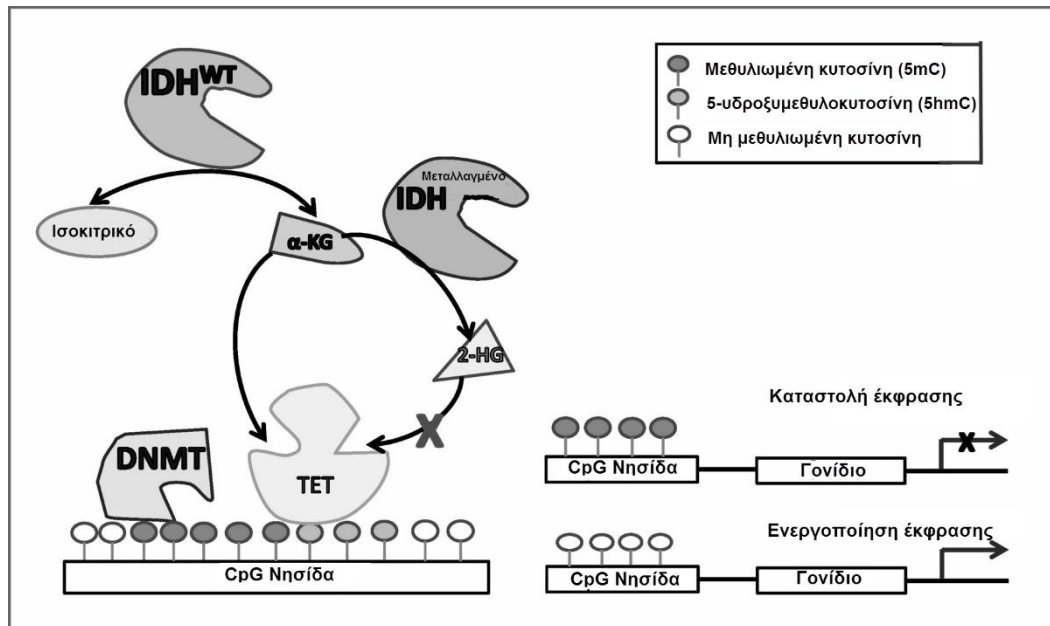 IDHWT
Μεταλλαγμένο
IDH
Ισοκιτρικό
α-KG
2-HG
DNMT
TET
CpG Νησίδα
Μεθυλιωμένη κυτοσίνη (5mC)
5-υδροξυμεθυλοκυτοσίνη (5hmC)
Μη μεθυλιωμένη κυτοσίνη
Καταστολή έκφρασης
X
CpG Νησίδα
Γονίδιο
Ενεργοποίηση έκφρασης
CpG Νησίδα
Γονίδιο